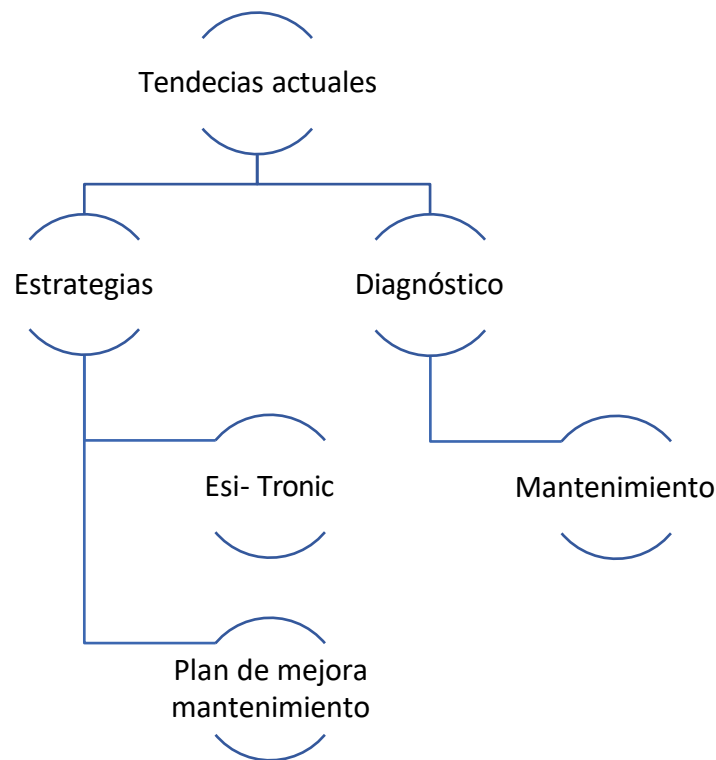 Tendecias actuales
Estrategias
Diagnóstico
Esi- Tronic
Mantenimiento
Plan de mejora
mantenimiento